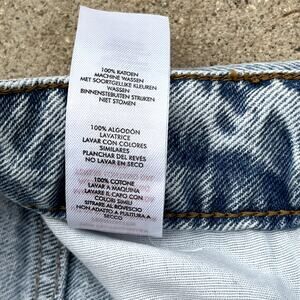 100% KATOEN
MACHINE WASSEN
MET SOORTGELIJKE KLEUREN
WASSEN
BINNENSTEBUITEN STRIJKEN
NIET STOMEN
100% ALGODÓN
LAVATRICE
LAVAR CON COLORES
SIMILARES
PLANCHAR DEL REVÉS
NO LAVAR EN SECO
100% COTONE
LAVARE A MAQUINA
LAVARE IL CAPO CON
COLORI SIMILI
STIRARE AL ROVESCIO
NON ADATTO A PULITURA A
SECCO